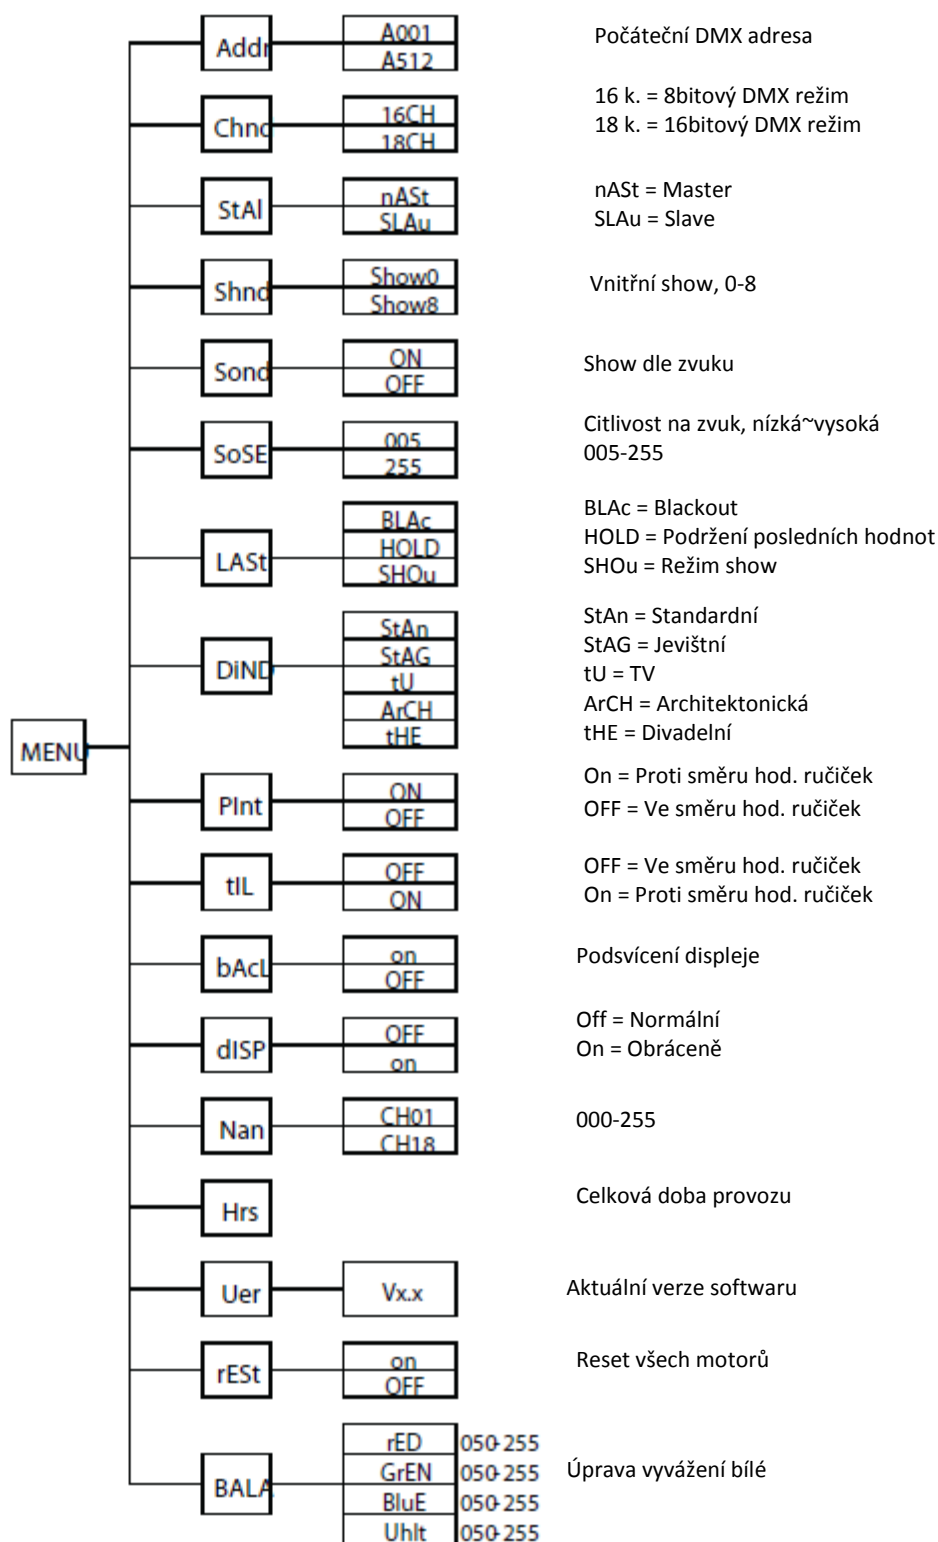 Addr A001 Počáteční DMX adresa
A512
Chnd 16CH 16 k. = 8bitový DMX režim
18CH 18 k. = 16bitový DMX režim
StAl nASt nASt = Master
SLAu SLAu = Slave
Shnd Show0 Vnitřní show, 0-8
Show8
Sond ON Show dle zvuku
OFF
SoSE 005 Citlivost na zvuk, nízká~vysoká
255 005-255
LASt BLAc BLAc = Blackout
HOLD HOLD = Podržení posledních hodnot
SHOu SHOu = Režim show
DiND StAn StAn = Standardní
StAG StAG = Jevištní
tU tU = TV
ArCH ArCH = Architektonická
tHE tHE = Divadelní
MENU
PInt ON On = Proti směru hod. ručiček
OFF OFF = Ve směru hod. ručiček
tIL OFF OFF = Ve směru hod. ručiček
ON On = Proti směru hod. ručiček
bAcL on Podsvícení displeje
OFF
dISP OFF Off = Normální
on On = Obráceně
Nan CH01 000-255
CH18
Hrs Celková doba provozu
Uer Vx.x Aktuální verze softwaru
rESt on Reset všech motorů
OFF
BALA rED 050-255 Úprava vyvážení bílé
GrEN 050-255
BluE 050-255
Uhlt 050-255